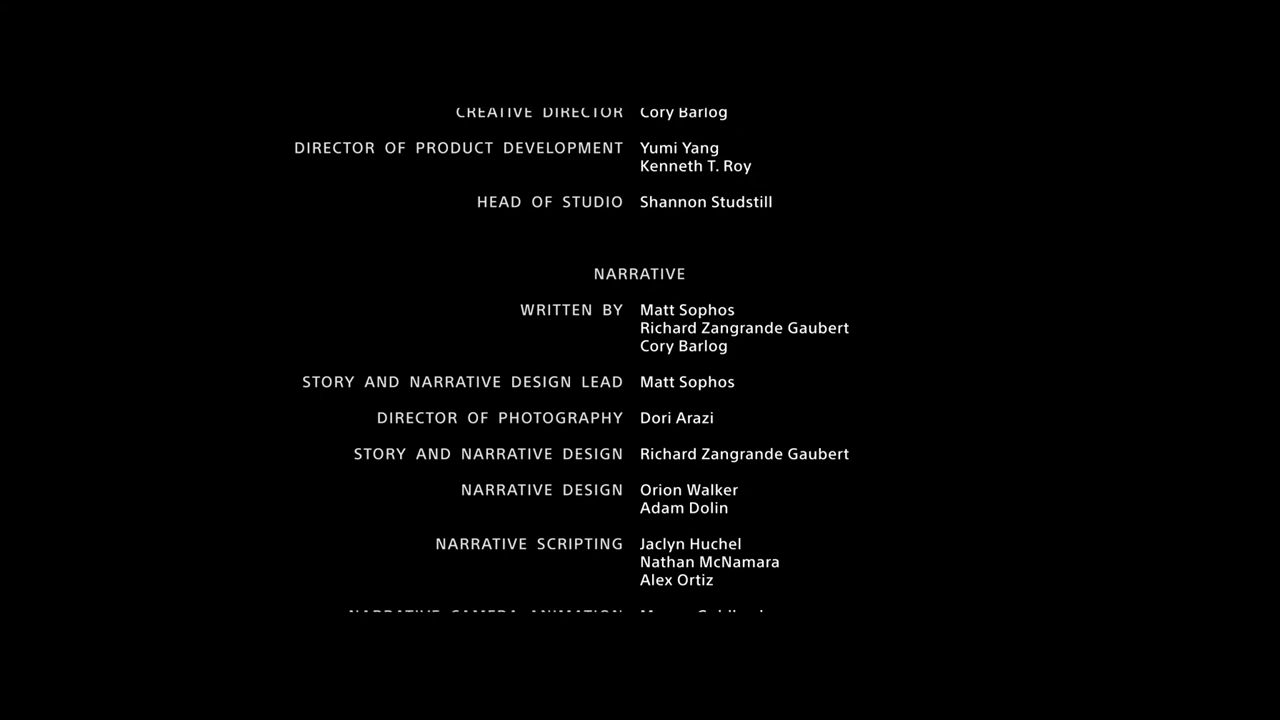 CREATIVE DIRECTOR Cory Barlog
DIRECTOR OF PRODUCT DEVELOPMENT Yumi Yang
Kenneth T. Roy
HEAD OF STUDIO Shannon Studstill
NARRATIVE
WRITTEN BY Matt Sophos
Richard Zangrande Gaubert
Cory Barlog
STORY AND NARRATIVE DESIGN LEAD Matt Sophos
DIRECTOR OF PHOTOGRAPHY Dori Arazi
STORY AND NARRATIVE DESIGN Richard Zangrande Gaubert
NARRATIVE DESIGN Orion Walker
Adam Dolin
NARRATIVE SCRIPTING Jaclyn Huchel
Nathan McNamara
Alex Ortiz
NARRATIVE CAMERA ANIMATION